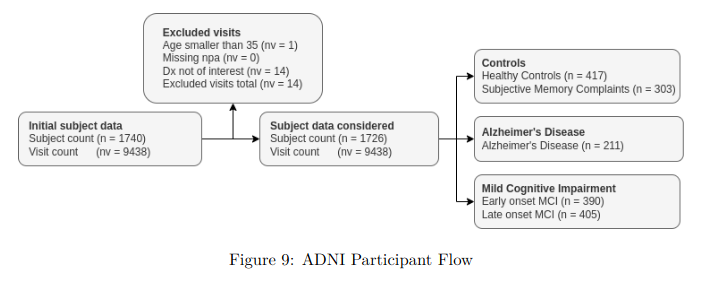 Excluded visits
Age smaller than 35 (nv = 1)
Missing npa (nv = 0)
Dx not of interest (nv = 14)
Excluded visits total (nv = 14)
Initial subject data
Subject count (n = 1740)
Visit count (nv = 9438)
Subject data considered
Subject count (n = 1726)
Visit count (nv = 9438)
Controls
Healthy Controls (n = 417)
Subjective Memory Complaints (n = 303)
Alzheimer's Disease
Alzheimer's Disease (n = 211)
Mild Cognitive Impairment
Early onset MCI (n = 390)
Late onset MCI (n = 405)
Figure 9: ADNI Participant Flow